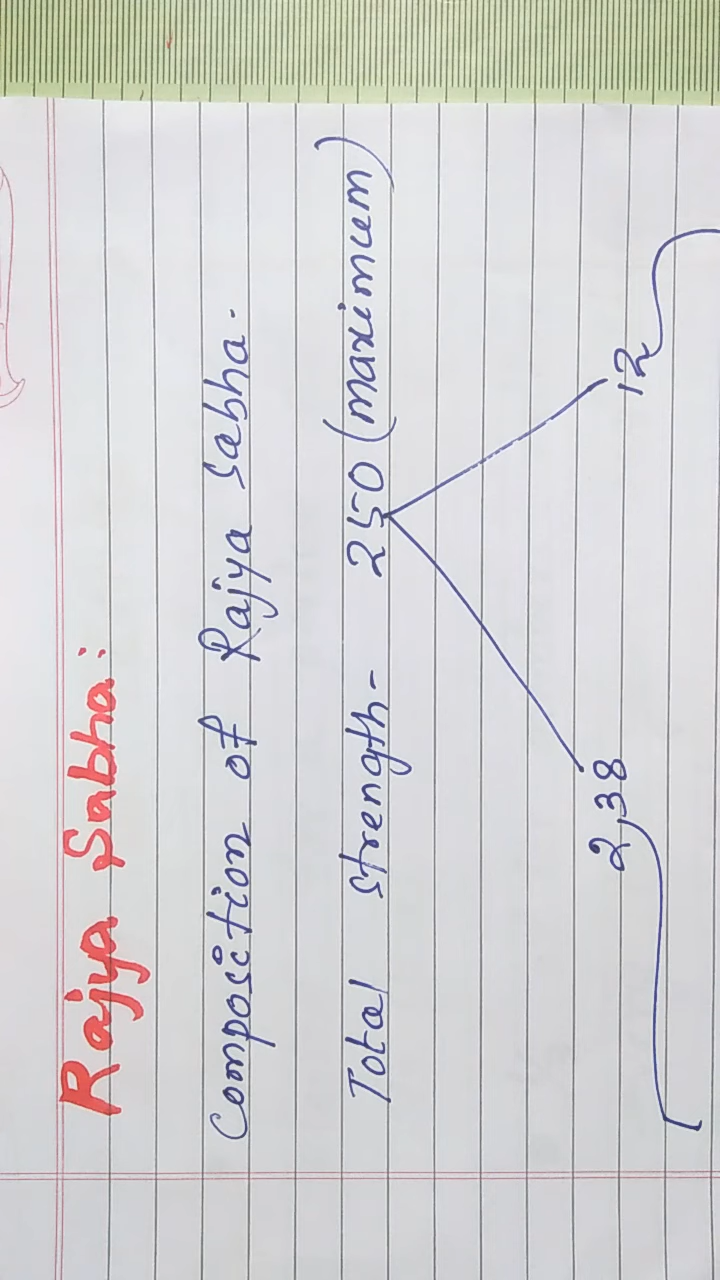 Rajya Sabha:
Composition of Rajya Sabha.
Total strength- 250 (maximum)
238 12